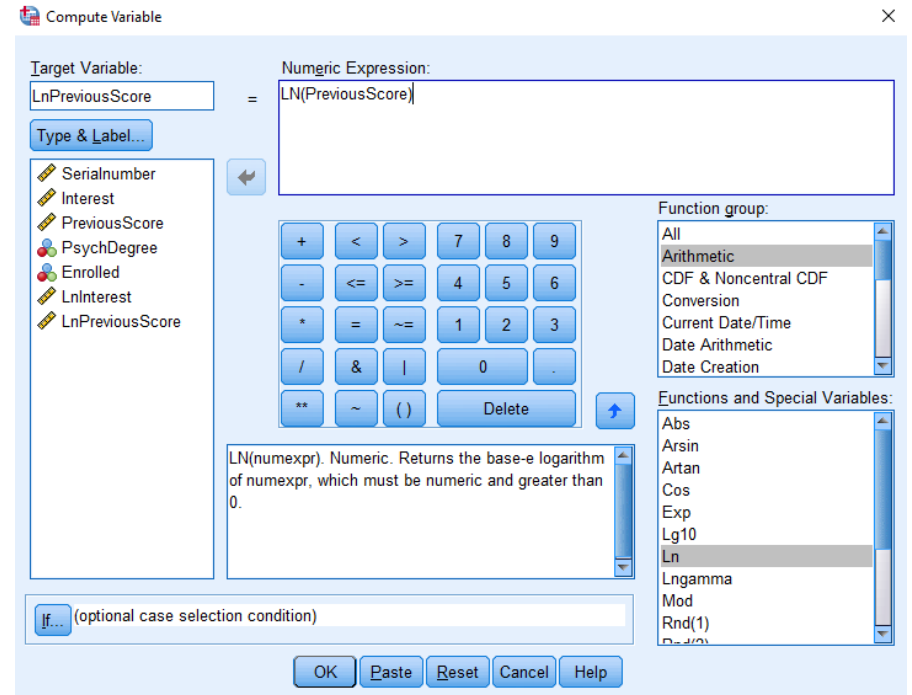 Compute Variable
Target Variable:
LnPreviousScore
=
Numeric Expression:
LN(PreviousScore)
Type & Label...
Serialnumber
Interest
PreviousScore
PsychDegree
Enrolled
LnInterest
LnPreviousScore
+ < > 7 8 9
- <= >= 4 5 6
* = ~= 1 2 3
/ & | 0 .
** ~ ( ) Delete
LN(numexpr). Numeric. Returns the base-e logarithm
of numexpr, which must be numeric and greater than
0.
Function group:
All
Arithmetic
CDF & Noncentral CDF
Conversion
Current Date/Time
Date Arithmetic
Date Creation
Functions and Special Variables:
Abs
Arsin
Artan
Cos
Exp
Lg10
Ln
Lngamma
Mod
Rnd(1)
If... (optional case selection condition)
OK Paste Reset Cancel Help